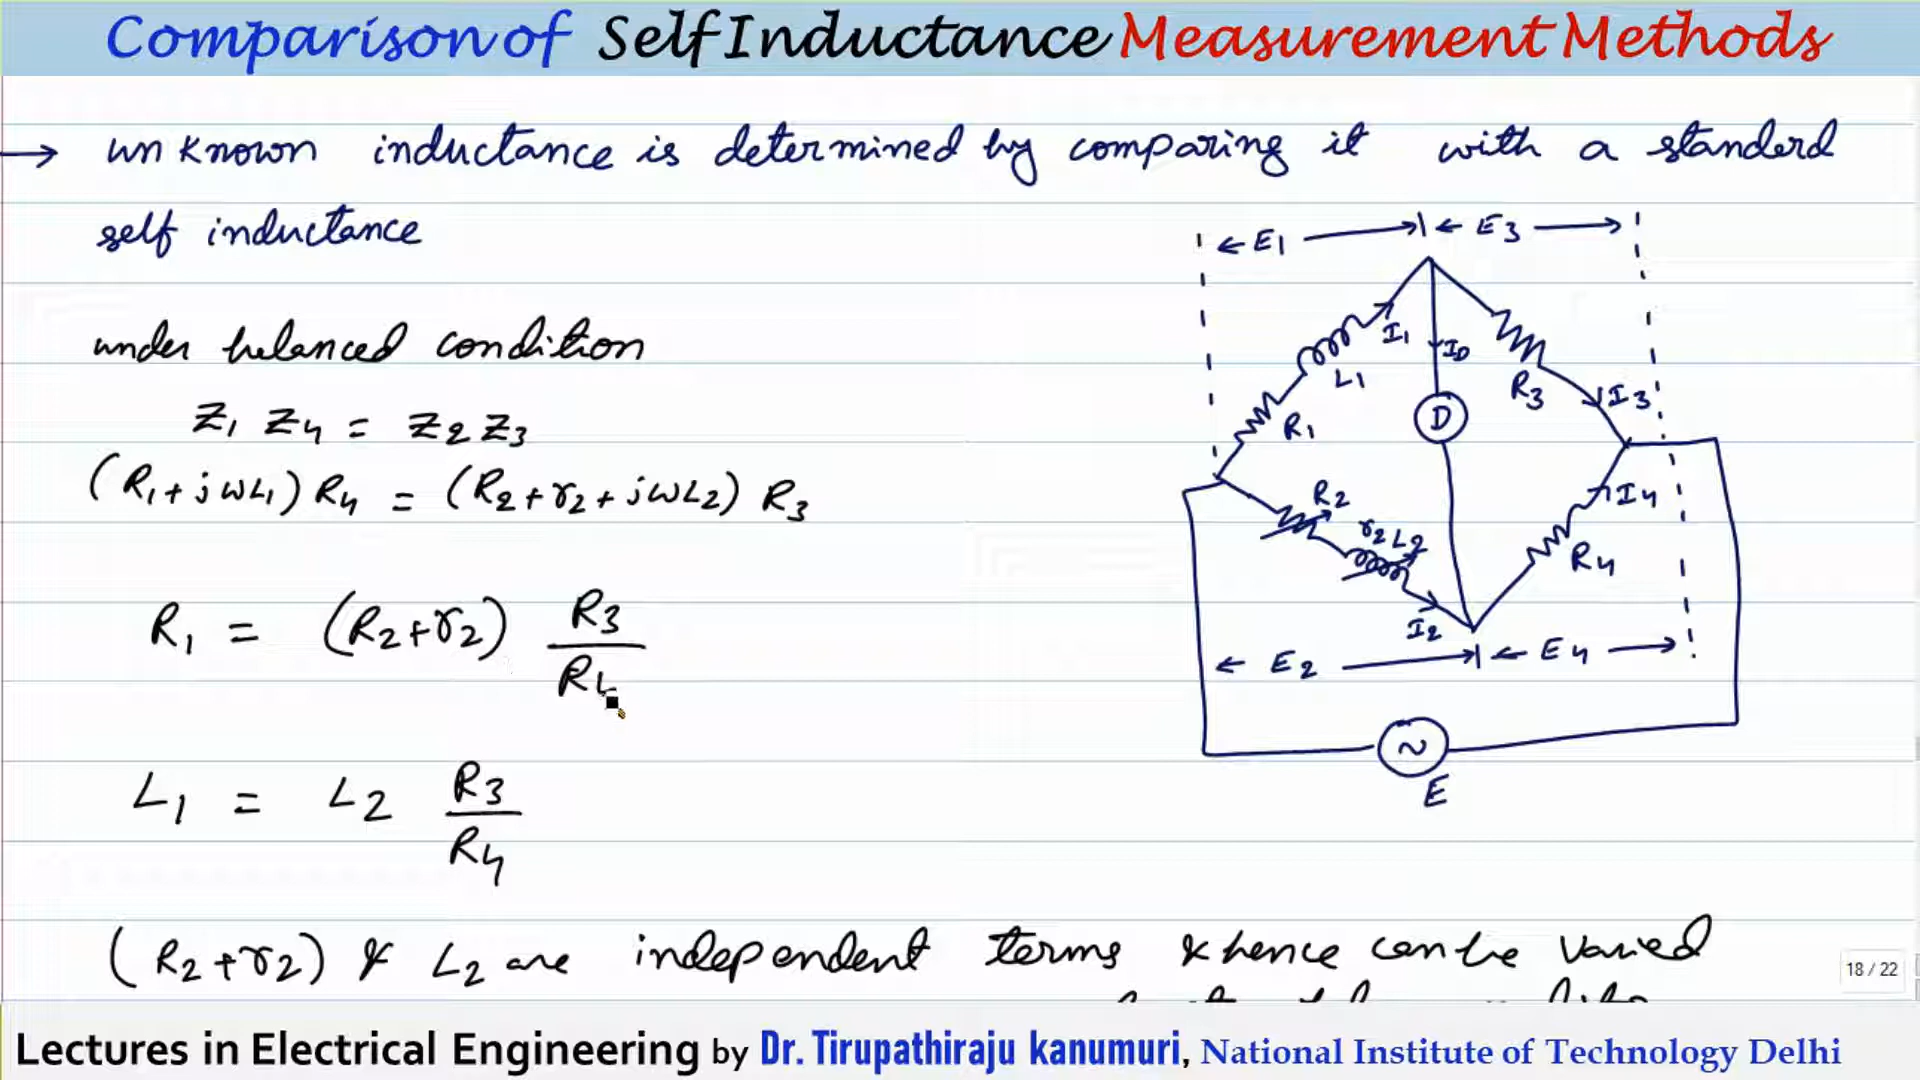 Comparison of Self Inductance Measurement Methods
→ unknown inductance is determined by comparing it with a standerd
self inductance
← E1 → ← E3 →
under balanced condition
Z1 Z4 = Z2 Z3
(R1 + jωL1) R4 = (R2 + r2 + jωL2) R3
R1 = (R2 + r2) R3 / R4
L1 = L2 R3 / R4
I1
ID
L1
R3
I3
D
R1
R2
I4
r2 L2
R4
I2
← E2 → ← E4 →
~
E
(R2 + r2) & L2 are independent terms & hence can be varied
18 / 22
Lectures in Electrical Engineering by Dr. Tirupathiraju kanumuri, National Institute of Technology Delhi